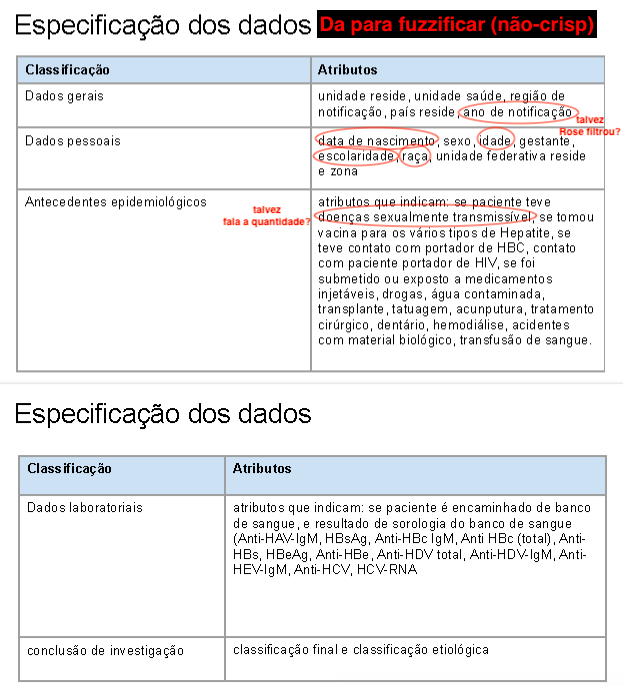 Especificação dos dados Da para fuzzificar (não-crisp)
Classificação Atributos
Dados gerais unidade reside, unidade saúde, região de
notificação, país reside, ano de notificação
talvez
Rose filtrou?
Dados pessoais data de nascimento, sexo, idade, gestante,
escolaridade, raça, unidade federativa reside
e zona
Antecedentes epidemiológicos atributos que indicam: se paciente teve
talvez
fala a quantidade?
doenças sexualmente transmissível, se tomou
vacina para os vários tipos de Hepatite, se
teve contato com portador de HBC, contato
com paciente portador de HIV, se foi
submetido ou exposto a medicamentos
injetáveis, drogas, água contaminada,
transplante, tatuagem, acunputura, tratamento
cirúrgico, dentário, hemodiálise, acidentes
com material biológico, transfusão de sangue.
Especificação dos dados
Classificação Atributos
Dados laboratoriais atributos que indicam: se paciente é encaminhado de banco
de sangue, e resultado de sorologia do banco de sangue
(Anti-HAV-IgM, HBsAg, Anti-HBc IgM, Anti HBc (total), Anti-
HBs, HBeAg, Anti-HBe, Anti-HDV total, Anti-HDV-IgM, Anti-
HEV-IgM, Anti-HCV, HCV-RNA
conclusão de investigação classificação final e classificação etiológica